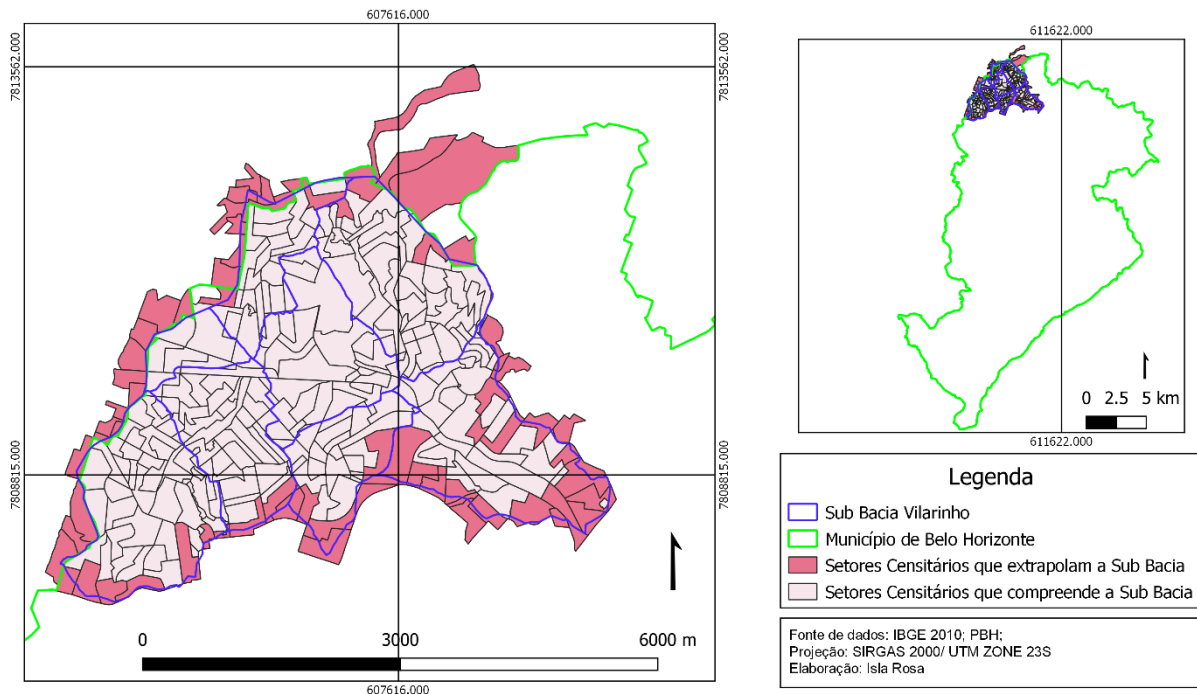 607616.000
7813562.000
7813562.000
7808815.000
7808815.000
0 3000 6000 m
607616.000
611622.000
0 2.5 5 km
611622.000
Legenda
Sub Bacia Vilarinho
Município de Belo Horizonte
Setores Censitários que extrapolam a Sub Bacia
Setores Censitários que compreende a Sub Bacia
Fonte de dados: IBGE 2010; PBH;
Projeção: SIRGAS 2000/ UTM ZONE 23S
Elaboração: Isla Rosa